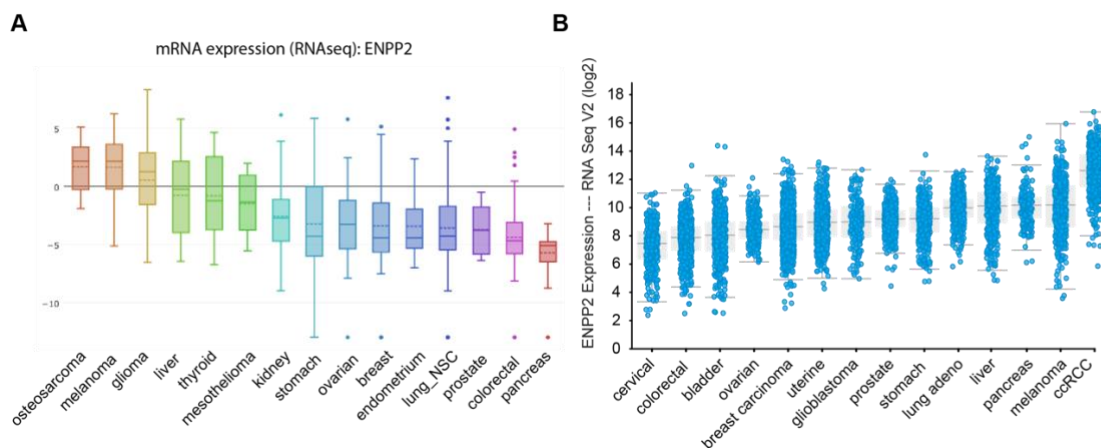 A
mRNA expression (RNAseq): ENPP2
5
0
−5
−10
osteosarcoma
melanoma
glioma
liver
thyroid
mesothelioma
kidney
stomach
ovarian
breast
endometrium
lung_NSC
prostate
colorectal
pancreas
B
ENPP2 Expression --- RNA Seq V2 (log2)
18
16
14
12
10
8
6
4
2
0
cervical
colorectal
bladder
ovarian
breast carcinoma
uterine
glioblastoma
prostate
stomach
lung adeno
liver
pancreas
melanoma
ccRCC